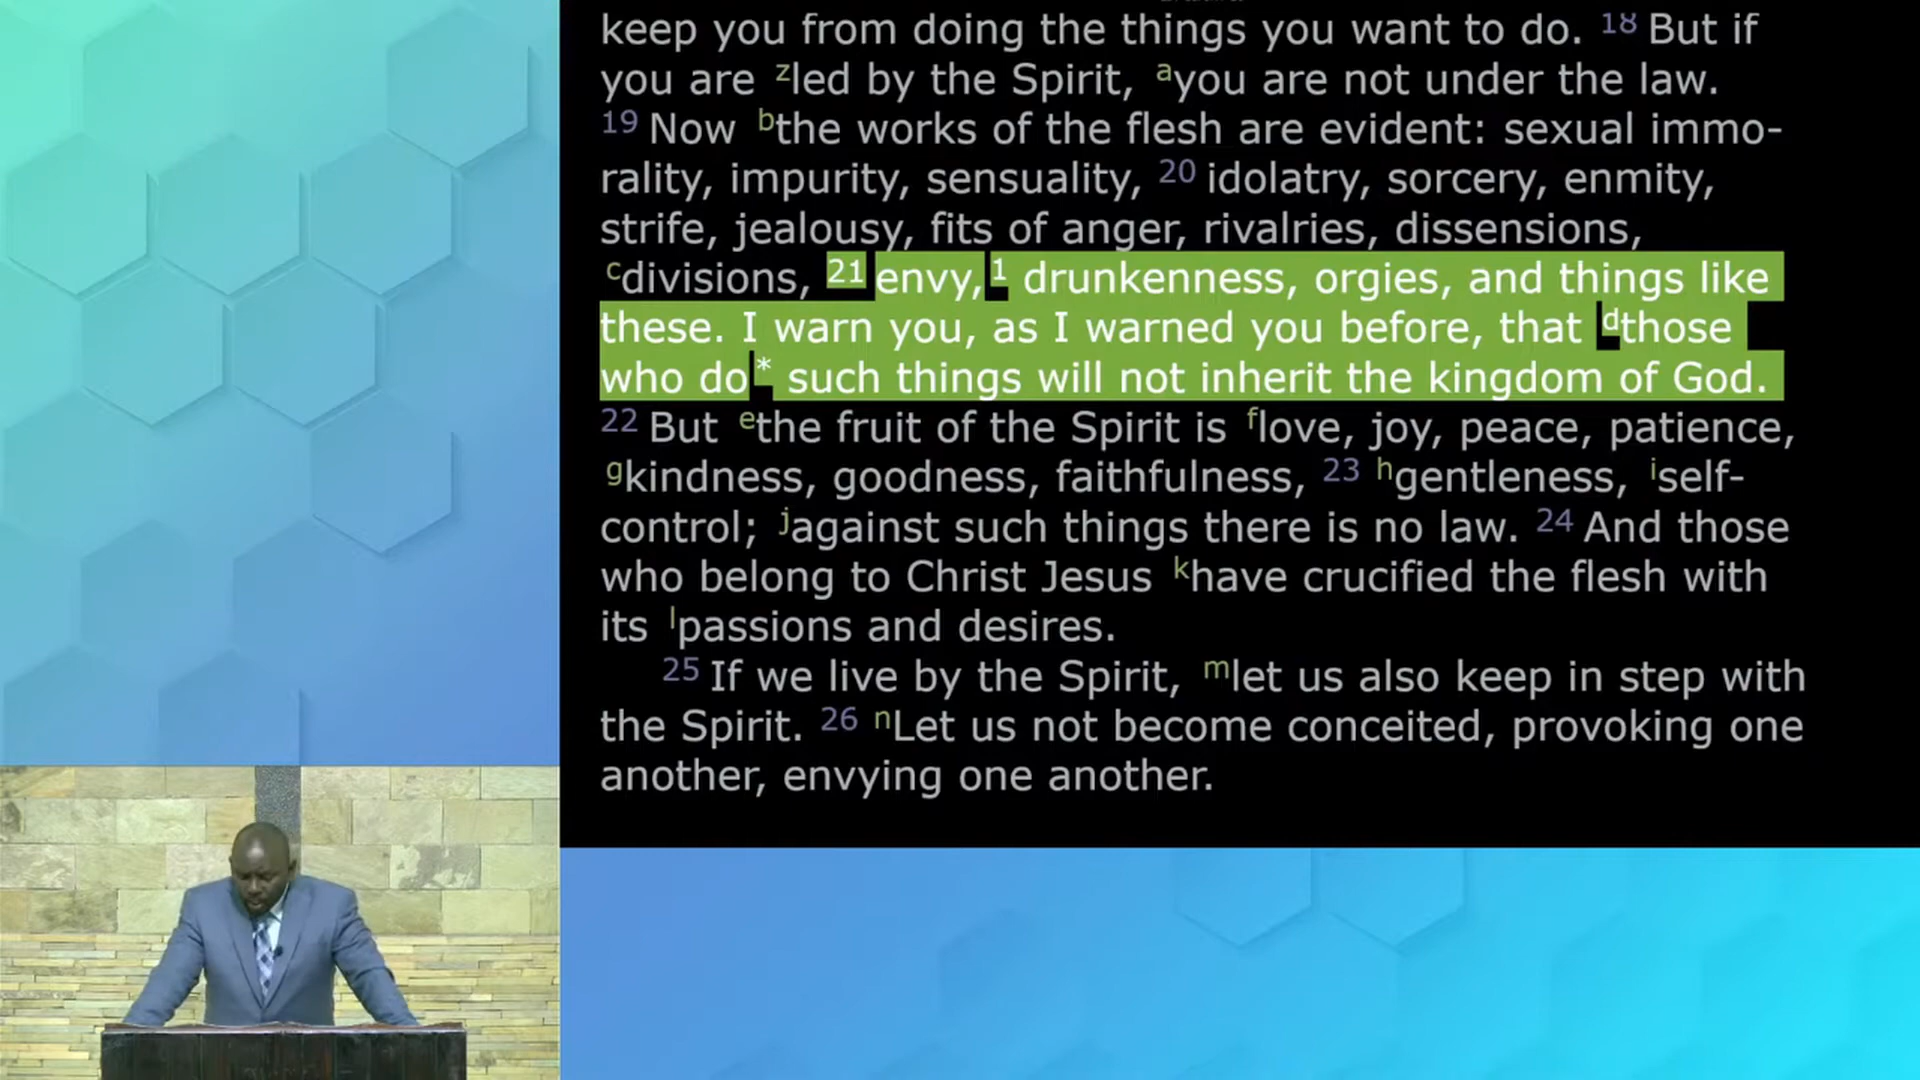 keep you from doing the things you want to do. 18 But if
you are zled by the Spirit, ayou are not under the law.
19 Now bthe works of the flesh are evident: sexual immo-
rality, impurity, sensuality, 20 idolatry, sorcery, enmity,
strife, jealousy, fits of anger, rivalries, dissensions,
cdivisions, 21 envy,1 drunkenness, orgies, and things like
these. I warn you, as I warned you before, that dthose
who do* such things will not inherit the kingdom of God.
22 But ethe fruit of the Spirit is flove, joy, peace, patience,
gkindness, goodness, faithfulness, 23 hgentleness, iself-
control; jagainst such things there is no law. 24 And those
who belong to Christ Jesus khave crucified the flesh with
its lpassions and desires.
25 If we live by the Spirit, mlet us also keep in step with
the Spirit. 26 nLet us not become conceited, provoking one
another, envying one another.